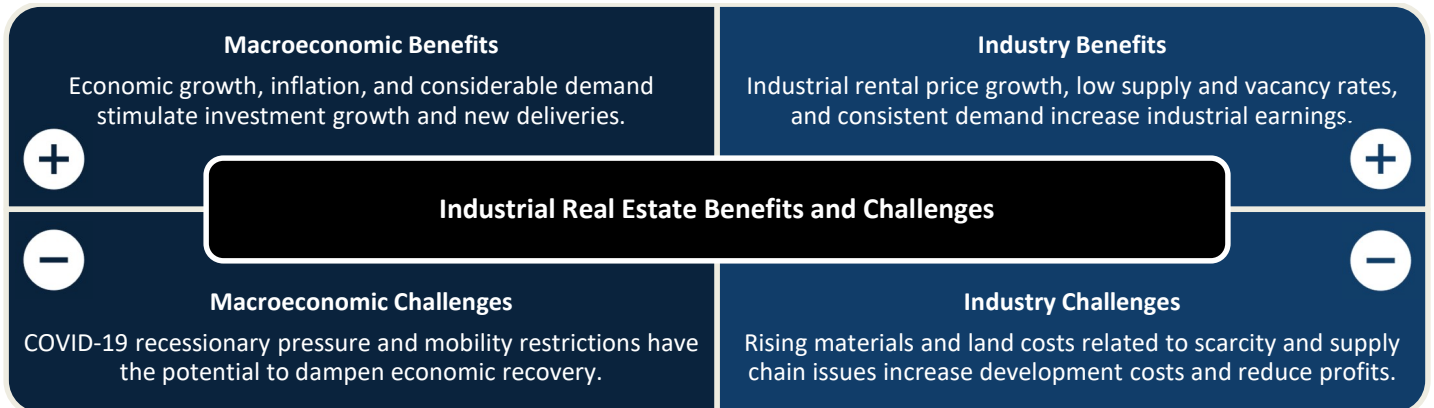 Macroeconomic Benefits
Economic growth, inflation, and considerable demand
stimulate investment growth and new deliveries.
+
Industry Benefits
Industrial rental price growth, low supply and vacancy rates,
and consistent demand increase industrial earnings.
+
Industrial Real Estate Benefits and Challenges
−
Macroeconomic Challenges
COVID-19 recessionary pressure and mobility restrictions have
the potential to dampen economic recovery.
−
Industry Challenges
Rising materials and land costs related to scarcity and supply
chain issues increase development costs and reduce profits.